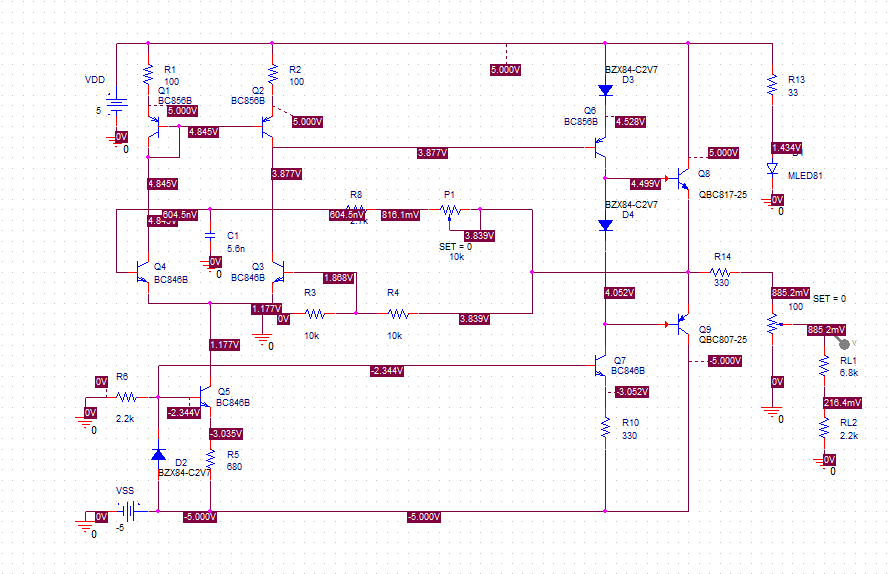 R1
100
R2
100
5.000V
BZX84-C2V7
D3
R13
33
VDD
5
Q1
BC856B
5.000V
Q2
BC856B
5.000V
4.845V
Q6
BC856B
4.528V
0V
0
3.877V
5.000V
1.434V
MLED81
4.845V
3.877V
4.499V
Q8
QBC817-25
0V
0
R8
604.5nV
816.1mV
P1
BZX84-C2V7
D4
604.5nV
3.839V
SET = 0
10k
C1
5.6n
0V
0
Q4
BC846B
Q3
BC846B
1.868V
R14
330
4.052V
885.2mV
SET = 0
100
1.177V
0V
0
R3
10k
R4
10k
3.839V
885.2mV
V
Q9
QBC807-25
1.177V
-5.000V
RL1
6.8k
-2.344V
Q7
BC846B
0V
R6
2.2k
0V
0
-2.344V
Q5
BC846B
-3.052V
0V
0
216.4mV
-3.035V
R10
330
RL2
2.2k
D2
BZX84-C2V7
R5
680
0V
0
VSS
-5
0V
0
-5.000V
-5.000V